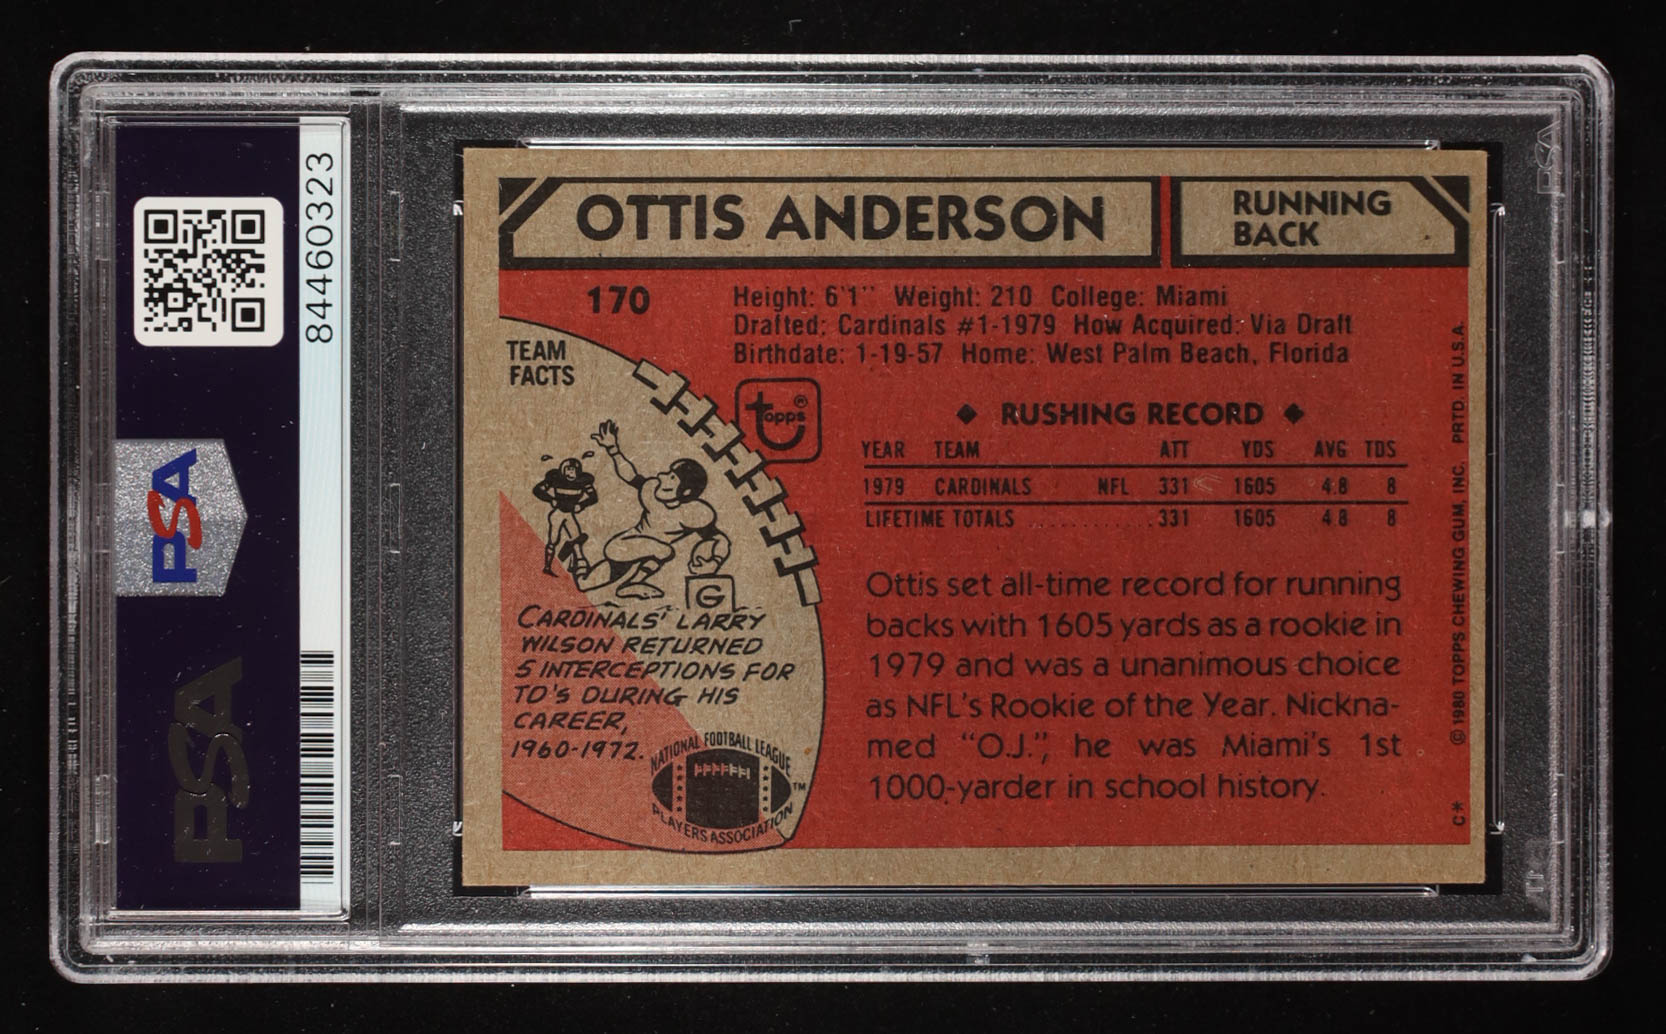 84460323
PSA
PSA
PSA
OTTIS ANDERSON
RUNNING
BACK
170
Height: 6'1" Weight: 210 College: Miami
Drafted: Cardinals #1-1979 How Acquired: Via Draft
Birthdate: 1-19-57 Home: West Palm Beach, Florida
TEAM
FACTS
topps®
◆ RUSHING RECORD ◆
YEAR TEAM ATT YDS AVG TDS
1979 CARDINALS NFL 331 1605 4.8 8
LIFETIME TOTALS ............ 331 1605 4.8 8
G
CARDINALS' LARRY
WILSON RETURNED
5 INTERCEPTIONS FOR
TD'S DURING HIS
CAREER,
1960-1972.
NATIONAL FOOTBALL LEAGUE
PLAYERS ASSOCIATION
TM
Ottis set all-time record for running
backs with 1605 yards as a rookie in
1979 and was a unanimous choice
as NFL's Rookie of the Year. Nickna-
med "O.J.", he was Miami's 1st
1000-yarder in school history.
C* © 1980 TOPPS CHEWING GUM, INC. PRTD. IN U.S.A.